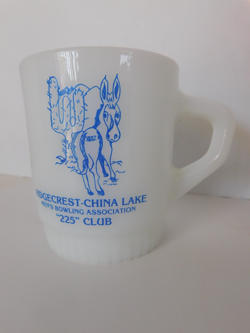 RIDGECREST-CHINA LAKE
MEN'S BOWLING ASSOCIATION
"225" CLUB